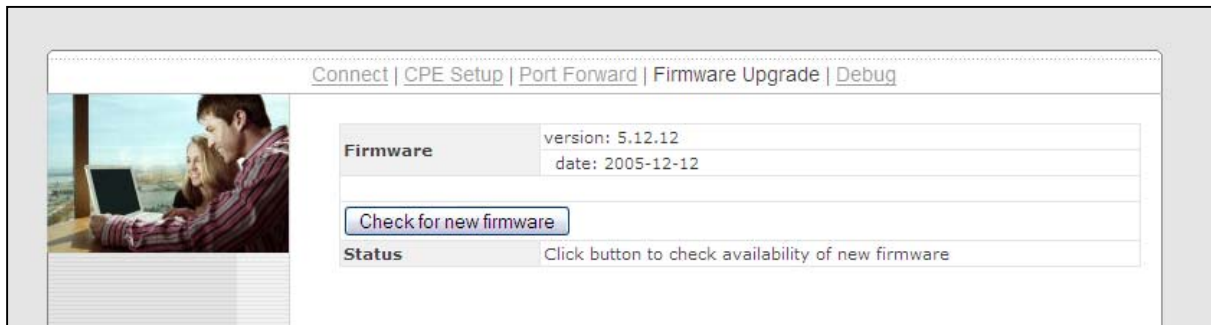 Connect | CPE Setup | Port Forward | Firmware Upgrade | Debug
Firmware
version: 5.12.12
date: 2005-12-12
Check for new firmware
Status Click button to check availability of new firmware